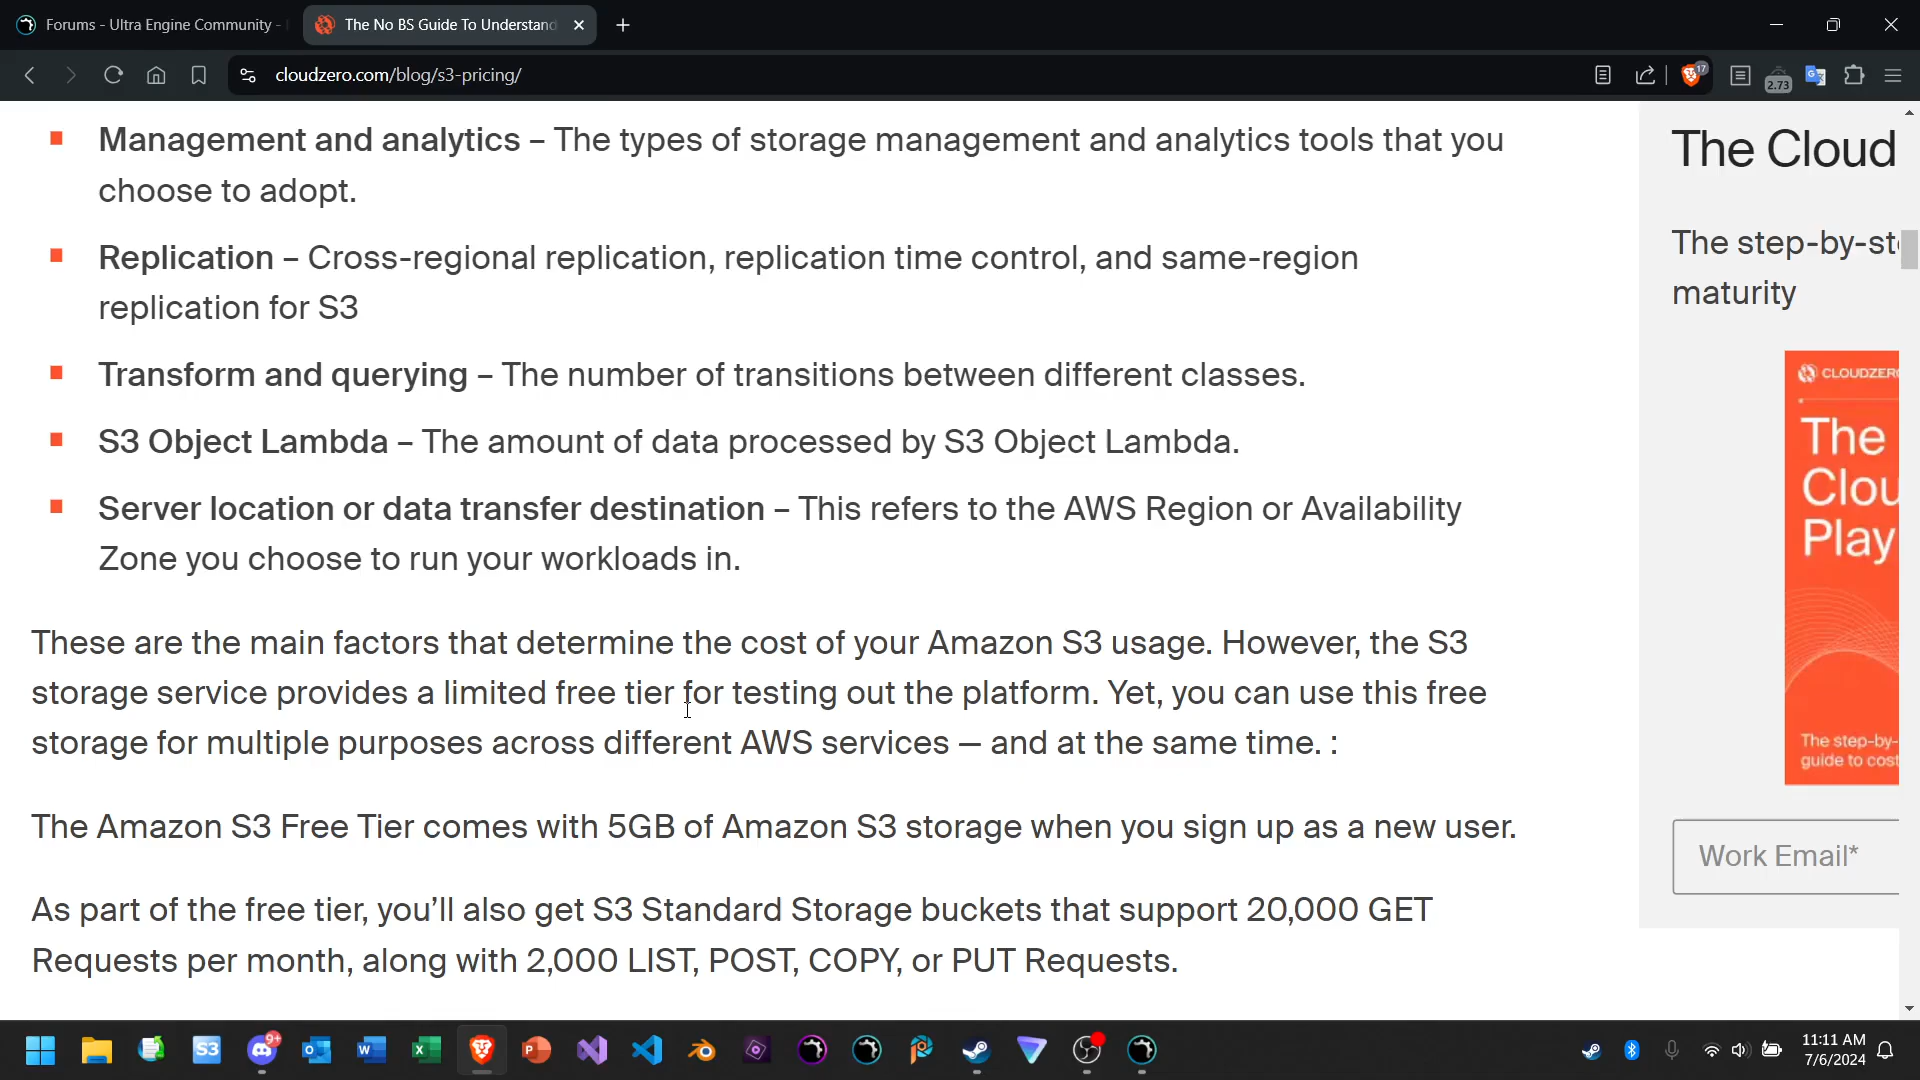 Forums - Ultra Engine Community -
The No BS Guide To Understand
cloudzero.com/blog/s3-pricing/
17
2.73
Management and analytics – The types of storage management and analytics tools that you
choose to adopt.
Replication – Cross-regional replication, replication time control, and same-region
replication for S3
Transform and querying – The number of transitions between different classes.
S3 Object Lambda – The amount of data processed by S3 Object Lambda.
Server location or data transfer destination – This refers to the AWS Region or Availability
Zone you choose to run your workloads in.
These are the main factors that determine the cost of your Amazon S3 usage. However, the S3
storage service provides a limited free tier for testing out the platform. Yet, you can use this free
storage for multiple purposes across different AWS services — and at the same time. :
The Amazon S3 Free Tier comes with 5GB of Amazon S3 storage when you sign up as a new user.
As part of the free tier, you’ll also get S3 Standard Storage buckets that support 20,000 GET
Requests per month, along with 2,000 LIST, POST, COPY, or PUT Requests.
The Cloud
The step-by-st
maturity
CLOUDZER
The
Clou
Play
The step-by-
guide to cost
Work Email*
S3
9+
11:11 AM
7/6/2024